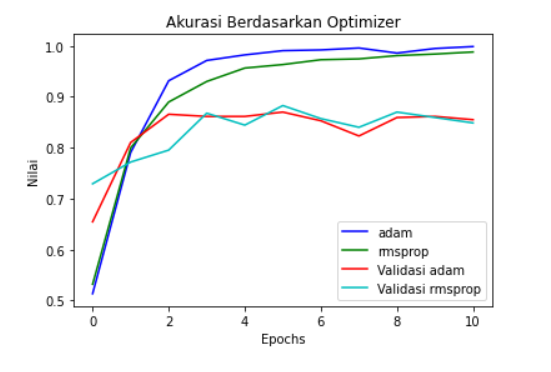 Akurasi Berdasarkan Optimizer
1.0
0.9
0.8
0.7
0.6
0.5
Nilai
adam
rmsprop
Validasi adam
Validasi rmsprop
0 2 4 6 8 10
Epochs